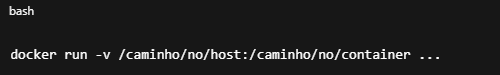 bash
docker run -v /caminho/no/host:/caminho/no/container ...